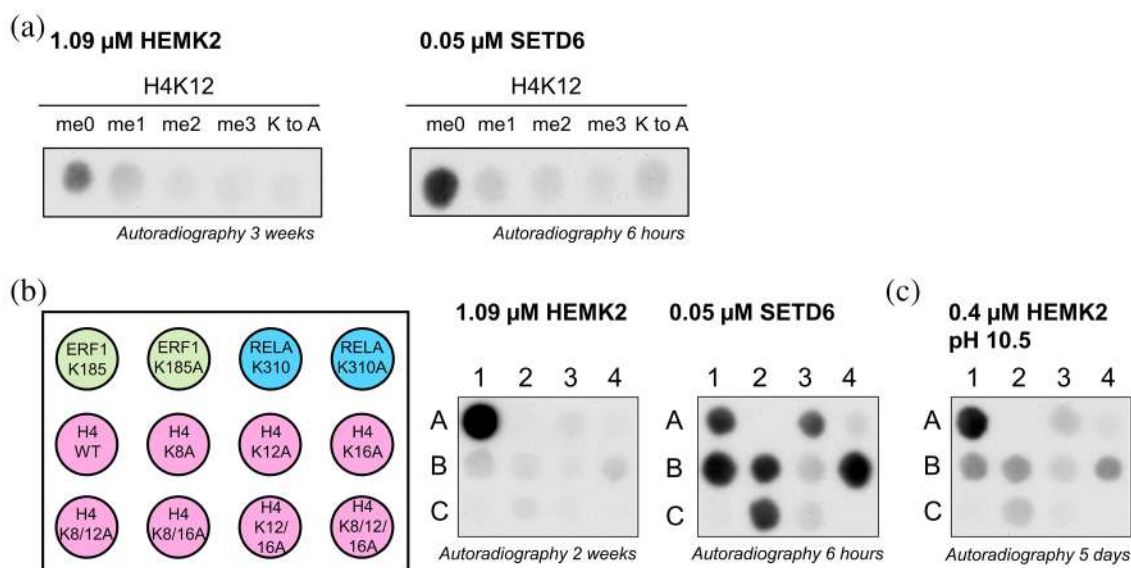 (a)
1.09 µM HEMK2
0.05 µM SETD6
H4K12
H4K12
me0 me1 me2 me3 K to A
me0 me1 me2 me3 K to A
Autoradiography 3 weeks
Autoradiography 6 hours
(b)
ERF1 K185
ERF1 K185A
RELA K310
RELA K310A
H4 WT
H4 K8A
H4 K12A
H4 K16A
H4 K8/12A
H4 K8/16A
H4 K12/ 16A
H4 K8/12/ 16A
1.09 µM HEMK2
1 2 3 4
A
B
C
Autoradiography 2 weeks
0.05 µM SETD6
1 2 3 4
A
B
C
Autoradiography 6 hours
(c)
0.4 µM HEMK2
pH 10.5
1 2 3 4
A
B
C
Autoradiography 5 days